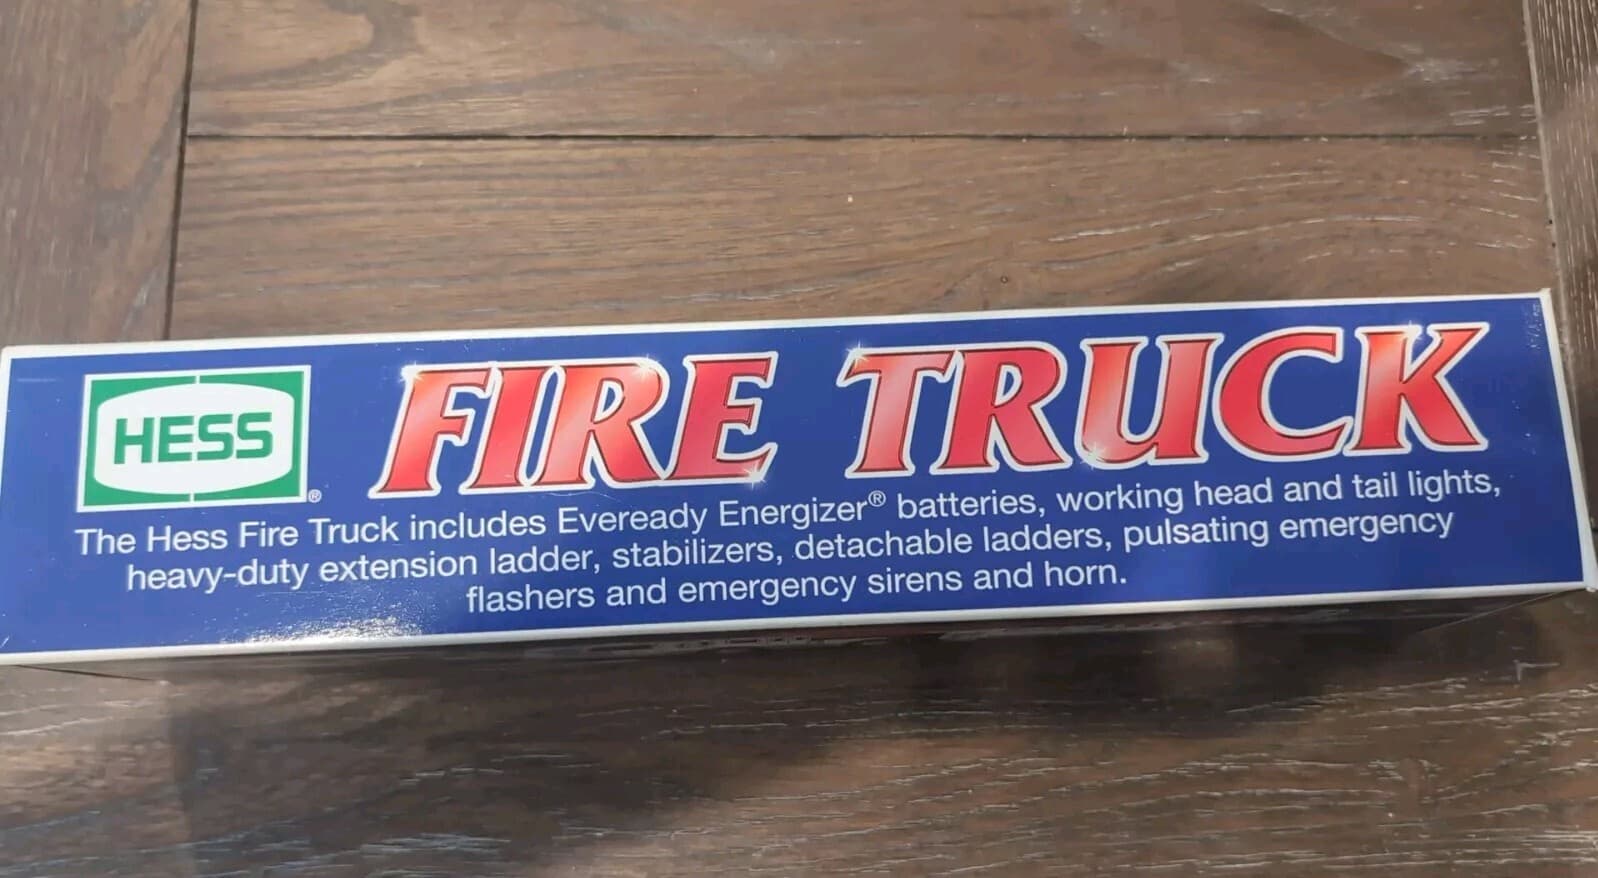 HESS
®
FIRE TRUCK
The Hess Fire Truck includes Eveready Energizer® batteries, working head and tail lights,
heavy-duty extension ladder, stabilizers, detachable ladders, pulsating emergency
flashers and emergency sirens and horn.